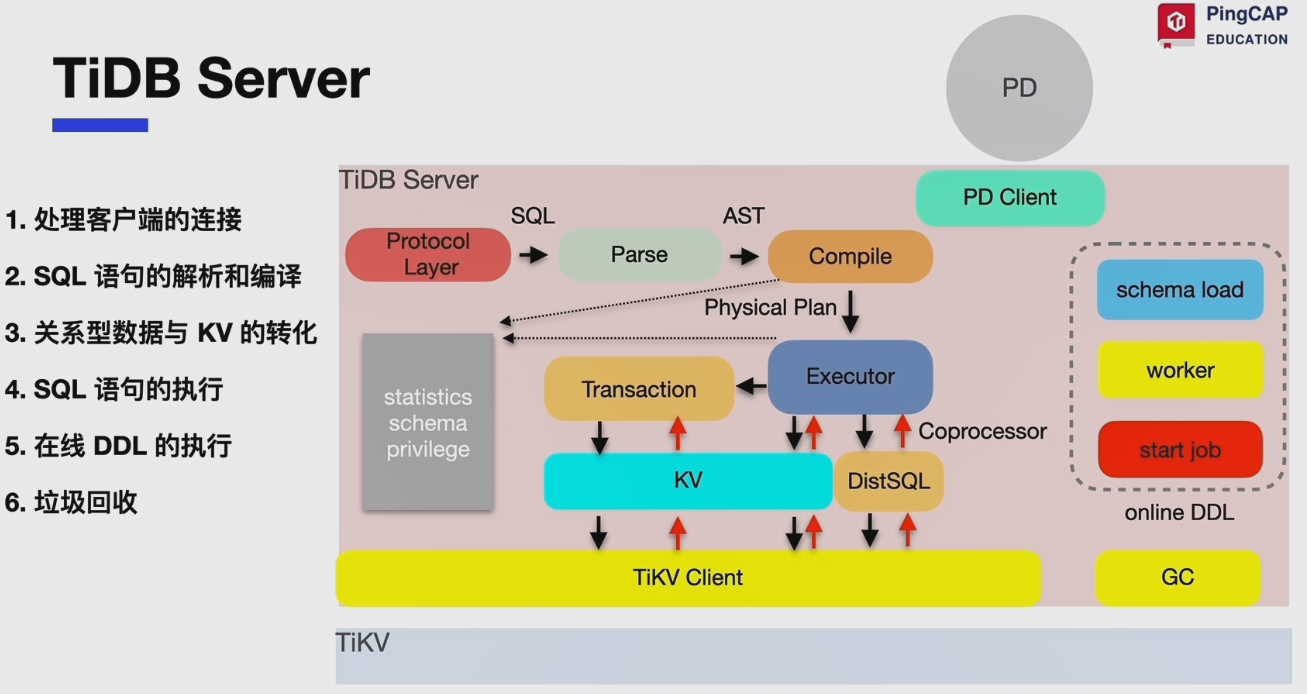 PingCAP
EDUCATION
TiDB Server
PD
1. 处理客户端的连接
2. SQL 语句的解析和编译
3. 关系型数据与 KV 的转化
4. SQL 语句的执行
5. 在线 DDL 的执行
6. 垃圾回收
TiDB Server
PD Client
SQL
AST
Protocol
Layer
Parse
Compile
Physical Plan
statistics
schema
privilege
Transaction
Executor
Coprocessor
KV
DistSQL
TiKV Client
schema load
worker
start job
online DDL
GC
TiKV